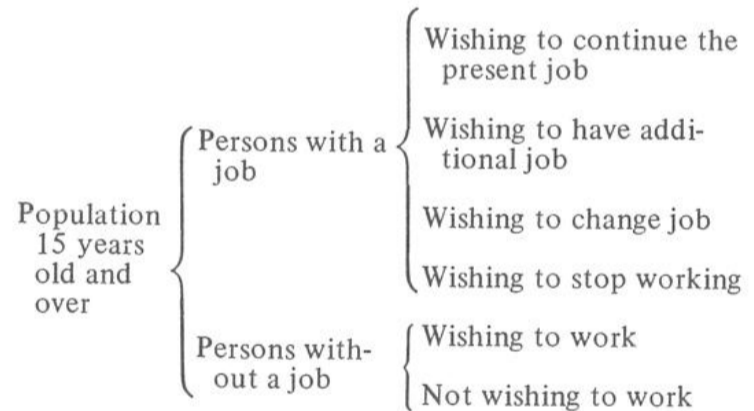 Population
15 years
old and
over
Persons with a
job
Wishing to continue the
present job
Wishing to have addi-
tional job
Wishing to change job
Wishing to stop working
Persons with-
out a job
Wishing to work
Not wishing to work